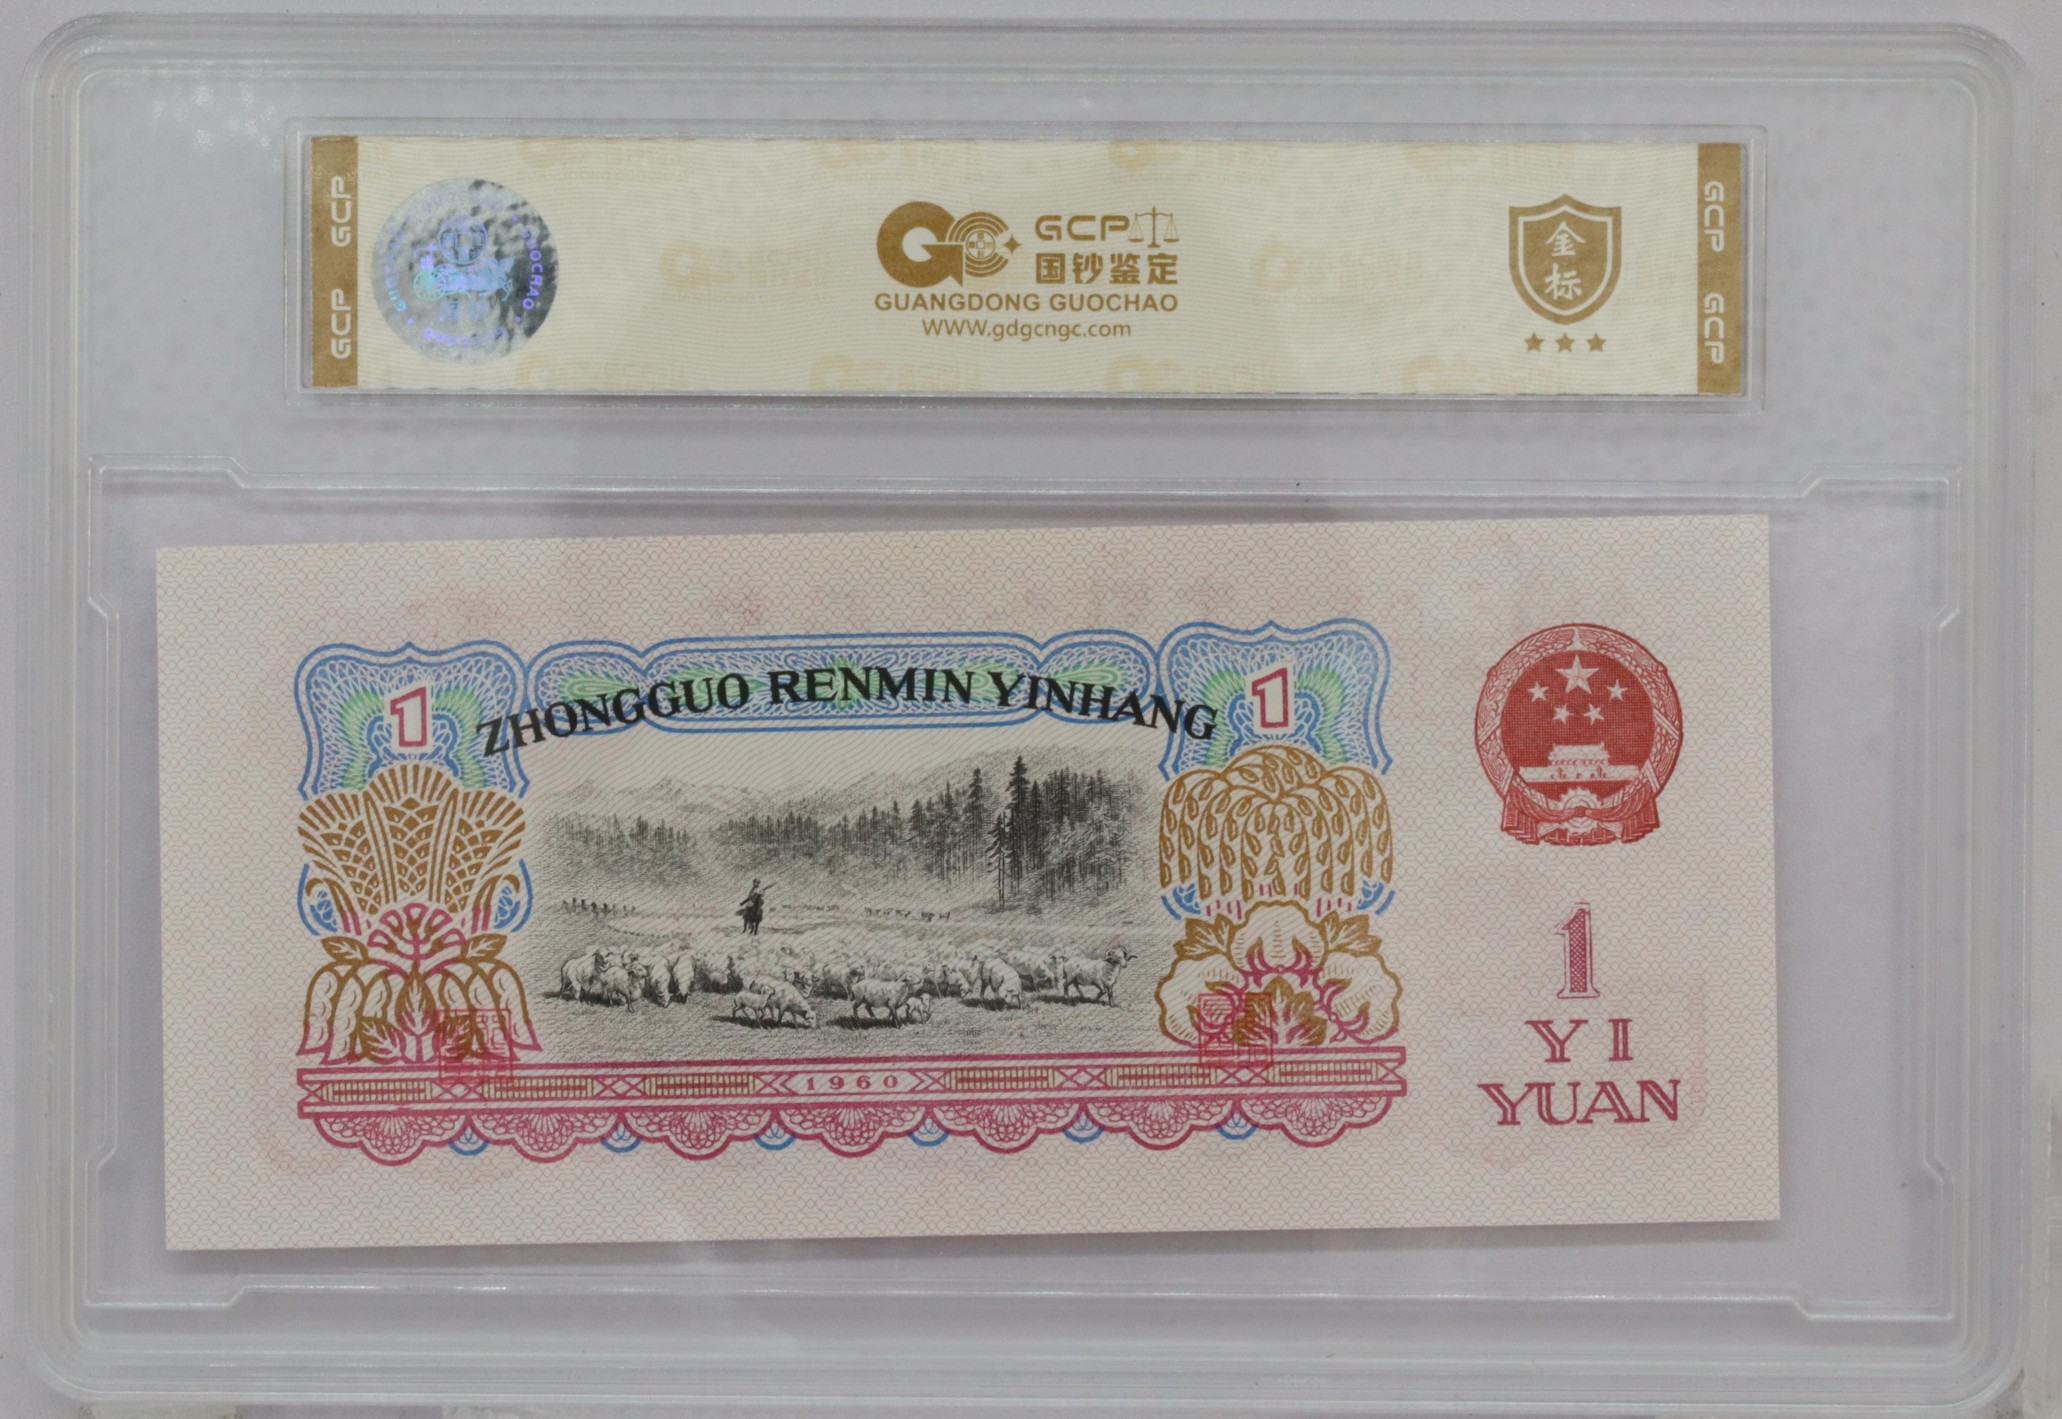 GCP GCP
GCP
国钞鉴定
GUANGDONG GUOCHAO
WWW.gdgcngc.com
金
标
GCP GCP
ZHONGGUO RENMIN YINHANG
1
1
1960
1
YI
YUAN